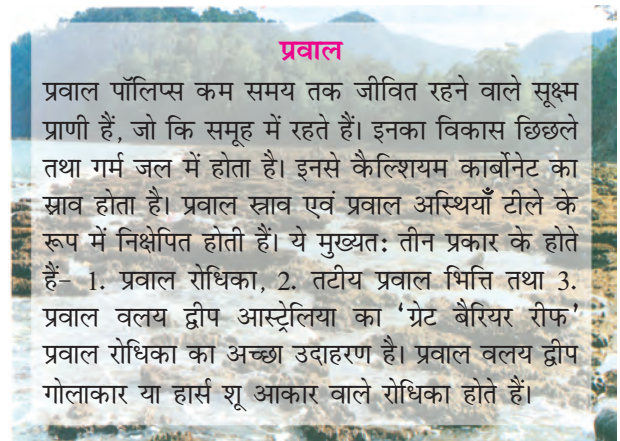 प्रवाल
प्रवाल पॉलिप्स कम समय तक जीवित रहने वाले सूक्ष्म
प्राणी हैं, जो कि समूह में रहते हैं। इनका विकास छिछले
तथा गर्म जल में होता है। इनसे कैल्शियम कार्बोनेट का
स्राव होता है। प्रवाल स्राव एवं प्रवाल अस्थियाँ टीले के
रूप में निक्षेपित होती हैं। ये मुख्यत: तीन प्रकार के होते
हैं– 1. प्रवाल रोधिका, 2. तटीय प्रवाल भित्ति तथा 3.
प्रवाल वलय द्वीप आस्ट्रेलिया का ‘ग्रेट बैरियर रीफ’
प्रवाल रोधिका का अच्छा उदाहरण है। प्रवाल वलय द्वीप
गोलाकार या हार्स शू आकार वाले रोधिका होते हैं।